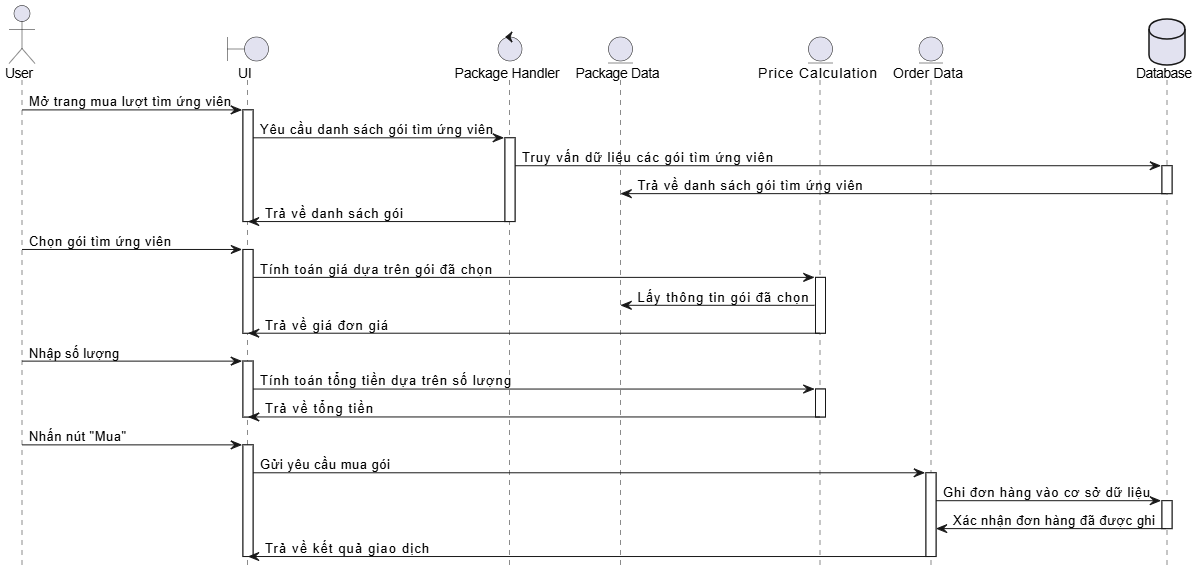 User
UI
Package Handler
Package Data
Price Calculation
Order Data
Database
Mở trang mua lượt tìm ứng viên
Yêu cầu danh sách gói tìm ứng viên
Truy vấn dữ liệu các gói tìm ứng viên
Trả về danh sách gói tìm ứng viên
Trả về danh sách gói
Chọn gói tìm ứng viên
Tính toán giá dựa trên gói đã chọn
Lấy thông tin gói đã chọn
Trả về giá đơn giá
Nhập số lượng
Tính toán tổng tiền dựa trên số lượng
Trả về tổng tiền
Nhấn nút "Mua"
Gửi yêu cầu mua gói
Ghi đơn hàng vào cơ sở dữ liệu
Xác nhận đơn hàng đã được ghi
Trả về kết quả giao dịch